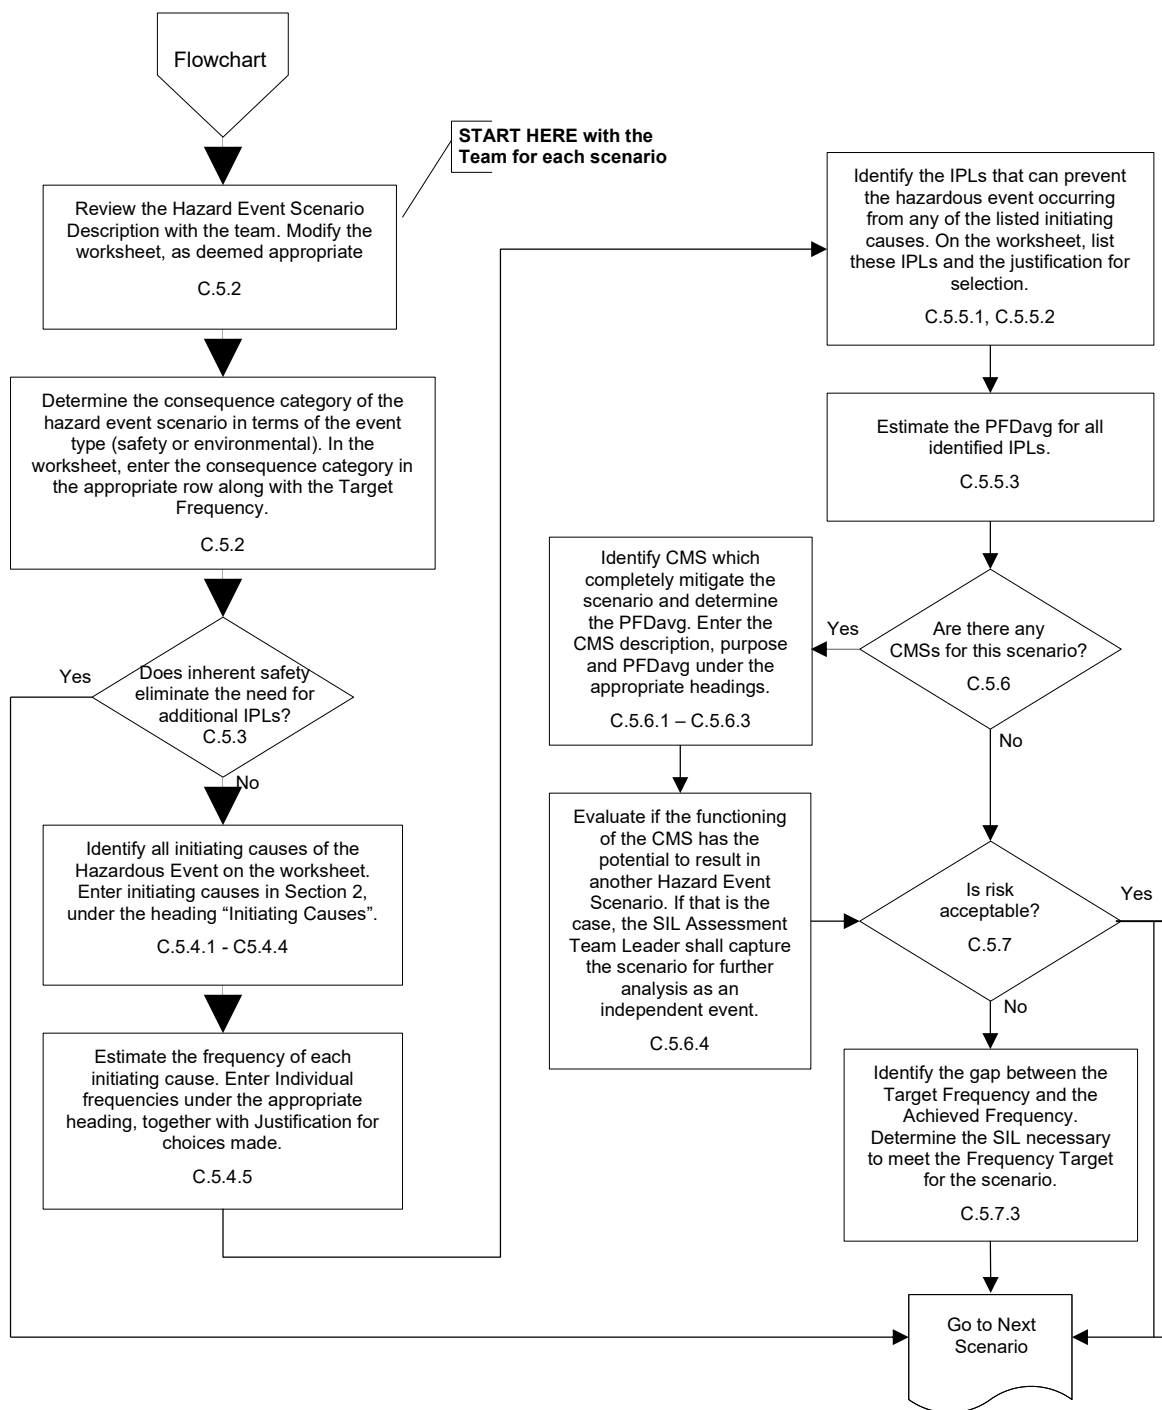 Flowchart
START HERE with the
Team for each scenario
Review the Hazard Event Scenario
Description with the team. Modify the
worksheet, as deemed appropriate
C.5.2
Determine the consequence category of the
hazard event scenario in terms of the event
type (safety or environmental). In the
worksheet, enter the consequence category in
the appropriate row along with the Target
Frequency.
C.5.2
Yes
Does inherent safety
eliminate the need for
additional IPLs?
C.5.3
No
Identify all initiating causes of the
Hazardous Event on the worksheet.
Enter initiating causes in Section 2,
under the heading “Initiating Causes”.
C.5.4.1 - C5.4.4
Estimate the frequency of each
initiating cause. Enter Individual
frequencies under the appropriate
heading, together with Justification for
choices made.
C.5.4.5
Identify the IPLs that can prevent
the hazardous event occurring
from any of the listed initiating
causes. On the worksheet, list
these IPLs and the justification for
selection.
C.5.5.1, C.5.5.2
Estimate the PFDavg for all
identified IPLs.
C.5.5.3
Are there any
CMSs for this scenario?
C.5.6
Yes
No
Identify CMS which
completely mitigate the
scenario and determine
the PFDavg. Enter the
CMS description, purpose
and PFDavg under the
appropriate headings.
C.5.6.1 – C.5.6.3
Evaluate if the functioning
of the CMS has the
potential to result in
another Hazard Event
Scenario. If that is the
case, the SIL Assessment
Team Leader shall capture
the scenario for further
analysis as an
independent event.
C.5.6.4
Is risk
acceptable?
C.5.7
Yes
No
Identify the gap between the
Target Frequency and the
Achieved Frequency.
Determine the SIL necessary
to meet the Frequency Target
for the scenario.
C.5.7.3
Go to Next
Scenario